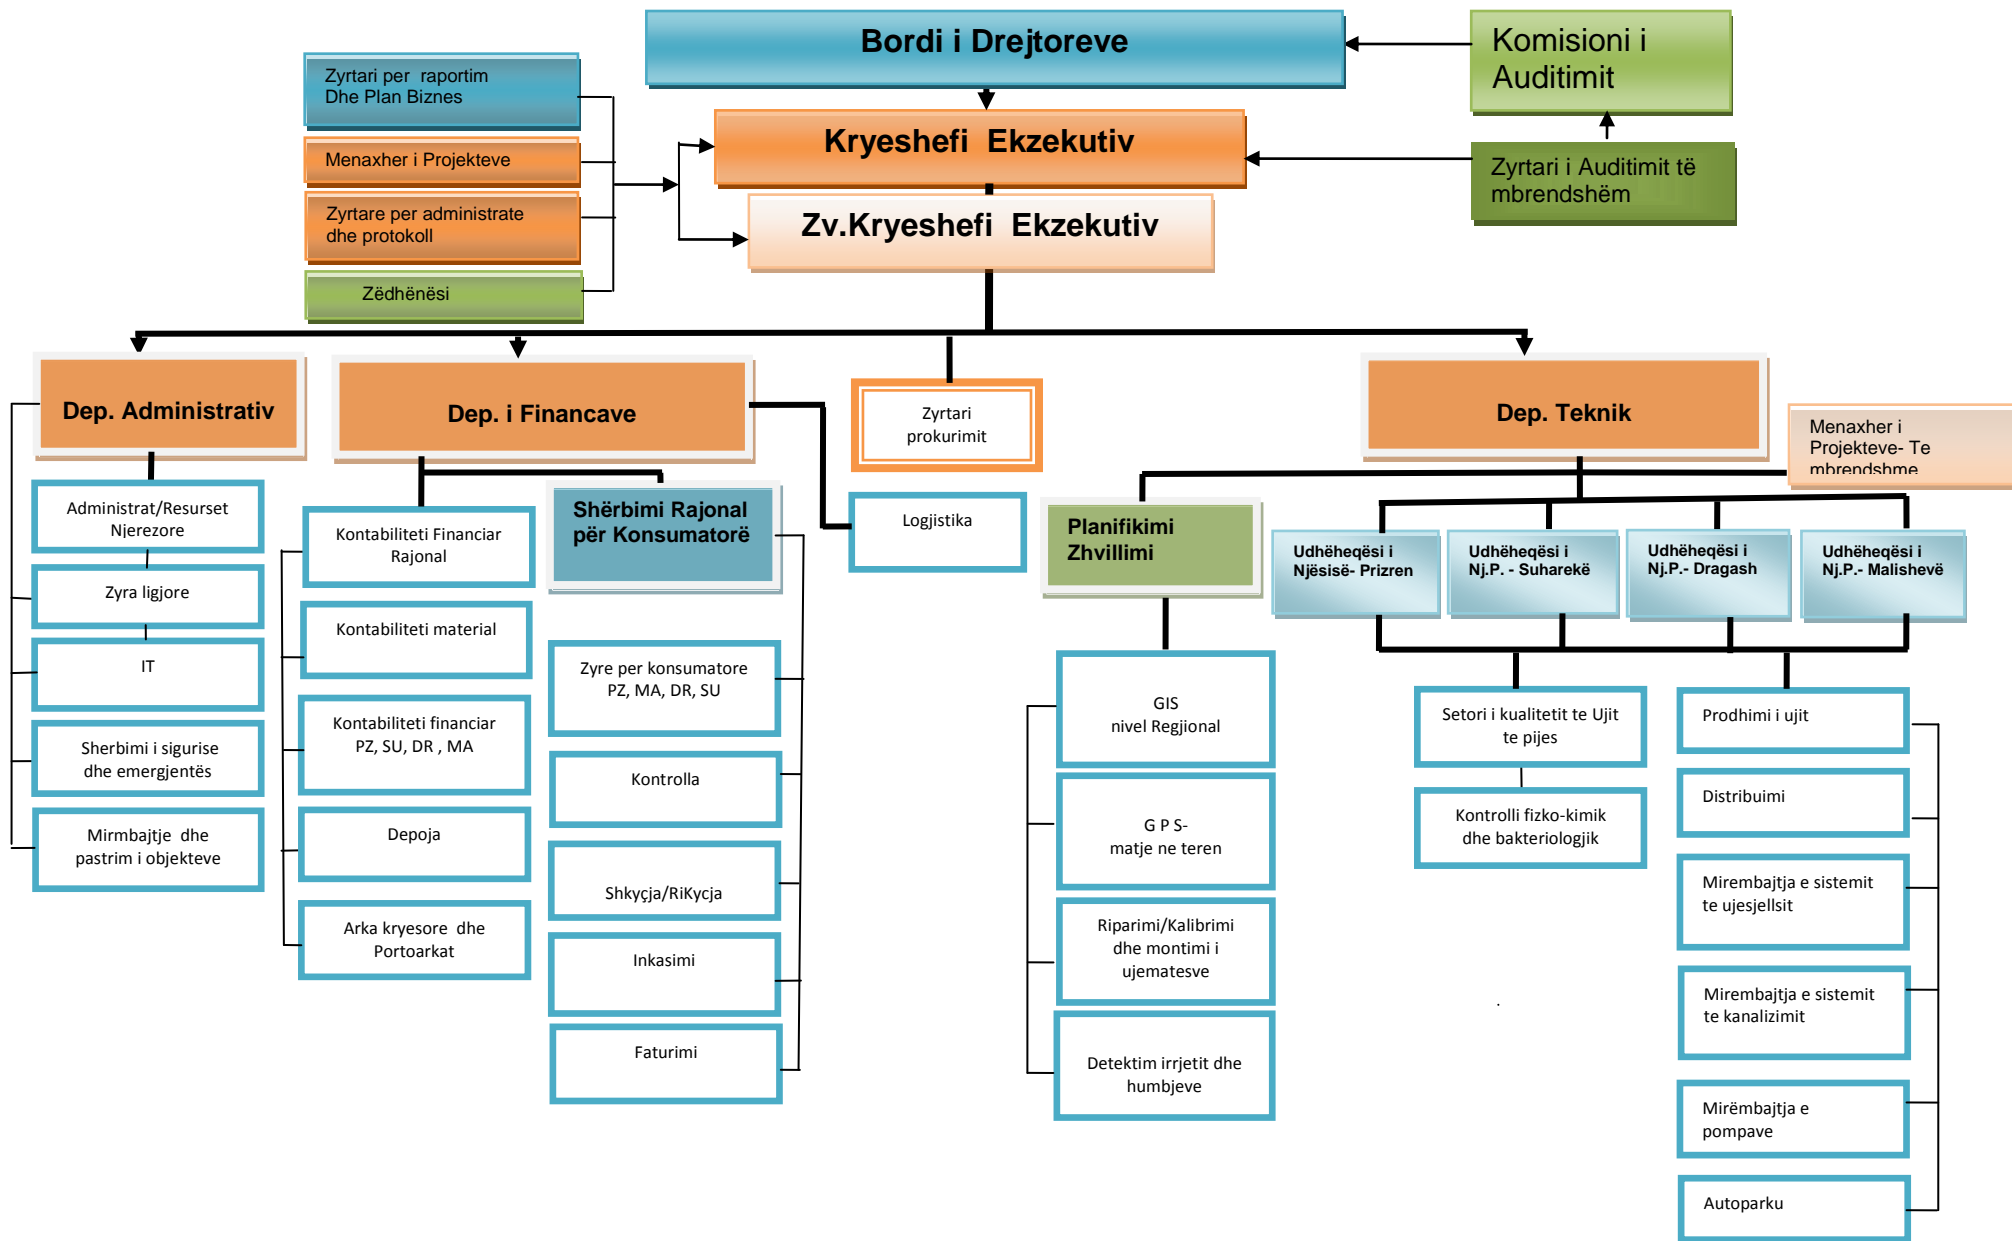 Bordi i Drejtoreve
Komisioni i
Auditimit
Zyrtari per raportim
Dhe Plan Biznes
Kryeshefi Ekzekutiv
Menaxher i Projekteve
Zyrtari i Auditimit të
mbrendshëm
Zyrtare per administrate
dhe protokoll
Zv.Kryeshefi Ekzekutiv
Zëdhënësi
Dep. Administrativ
Dep. i Financave
Zyrtari
prokurimit
Dep. Teknik
Menaxher i
Projekteve- Te
mbrendshme
Administrat/Resurset
Njerezore
Zyra ligjore
IT
Sherbimi i sigurise
dhe emergjentës
Mirmbajtje dhe
pastrim i objekteve
Kontabiliteti Financiar
Rajonal
Kontabiliteti material
Kontabiliteti financiar
PZ, SU, DR , MA
Depoja
Arka kryesore dhe
Portoarkat
Shërbimi Rajonal
për Konsumatorë
Zyre per konsumatore
PZ, MA, DR, SU
Kontrolla
Shkyçja/RiKycja
Inkasimi
Faturimi
Logjistika
Planifikimi
Zhvillimi
GIS
nivel Regjional
G P S-
matje ne teren
Riparimi/Kalibrimi
dhe montimi i
ujematesve
Detektim irrjetit dhe
humbjeve
Udhëheqësi i
Njësisë- Prizren
Udhëheqësi i
Nj.P. - Suharekë
Udhëheqësi i
Nj.P.- Dragash
Udhëheqësi i
Nj.P.- Malishevë
Setori i kualitetit te Ujit
te pijes
Kontrolli fizko-kimik
dhe bakteriologjik
Prodhimi i ujit
Distribuimi
Mirembajtja e sistemit
te ujesjellsit
Mirembajtja e sistemit
te kanalizimit
Mirëmbajtja e
pompave
Autoparku